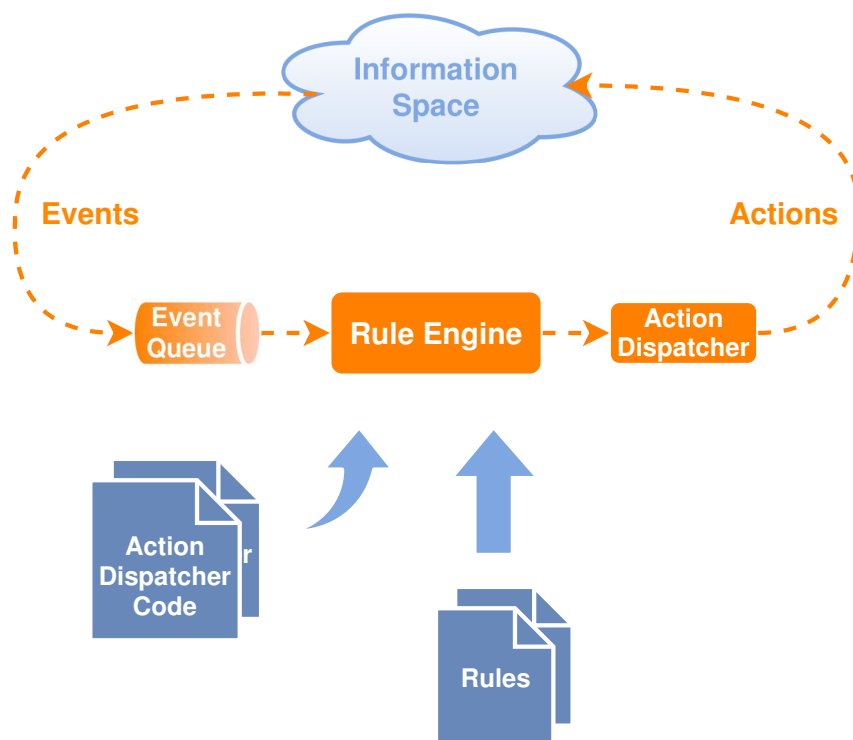 Information
Space
Events
Actions
Event
Queue
Rule Engine
Action
Dispatcher
Action
Dispatcher
Code
r
Rules